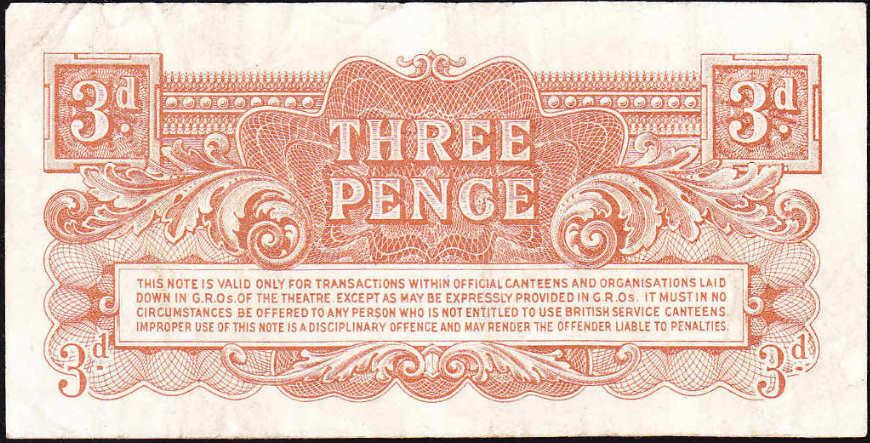 3d. 3d.
THREE
PENCE
THIS NOTE IS VALID ONLY FOR TRANSACTIONS WITHIN OFFICIAL CANTEENS AND ORGANISATIONS LAID
DOWN IN G.R.Os. OF THE THEATRE. EXCEPT AS MAY BE EXPRESSLY PROVIDED IN G.R.Os. IT MUST IN NO
CIRCUMSTANCES BE OFFERED TO ANY PERSON WHO IS NOT ENTITLED TO USE BRITISH SERVICE CANTEENS.
IMPROPER USE OF THIS NOTE IS A DISCIPLINARY OFFENCE AND MAY RENDER THE OFFENDER LIABLE TO PENALTIES.
3d. 3d.